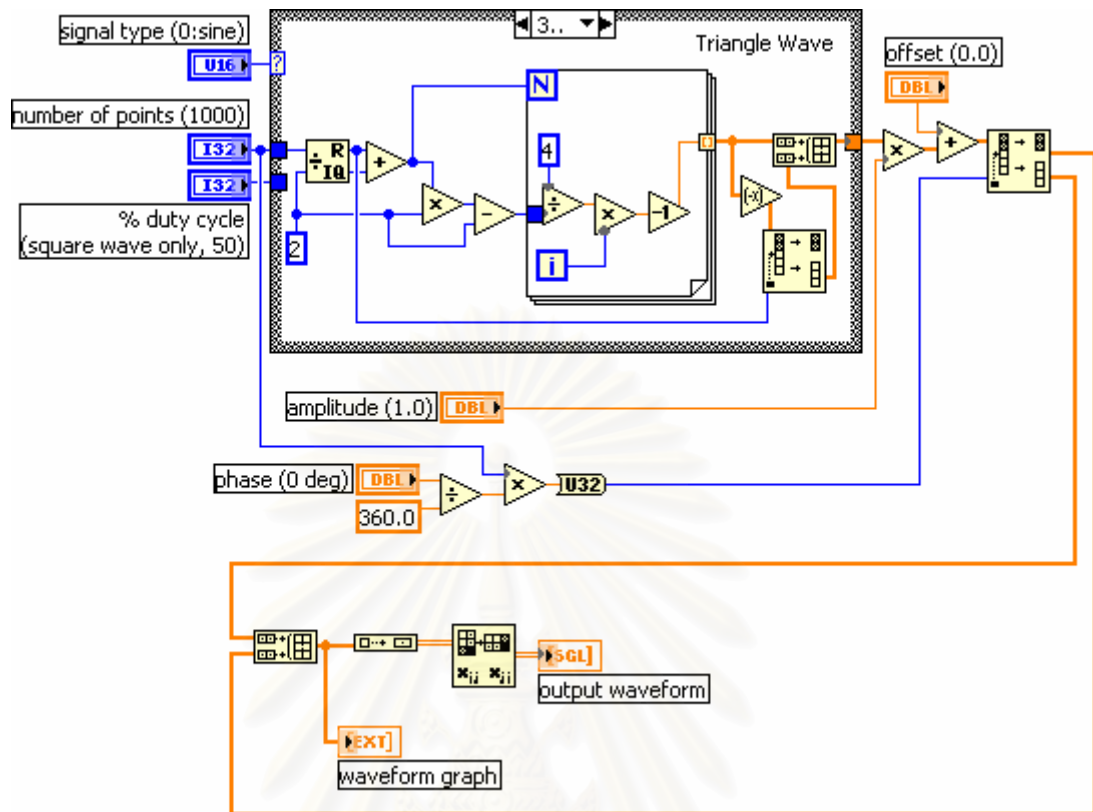 signal type (0:sine)
U16
?
number of points (1000)
I32
I32
% duty cycle
(square wave only, 50)
3..
Triangle Wave
offset (0.0)
DBL
N
R
IQ
4
i
2
-1
(-x)
amplitude (1.0)
DBL
phase (0 deg)
DBL
360.0
U32
x i j x j i
[SGL]
output waveform
[EXT]
waveform graph